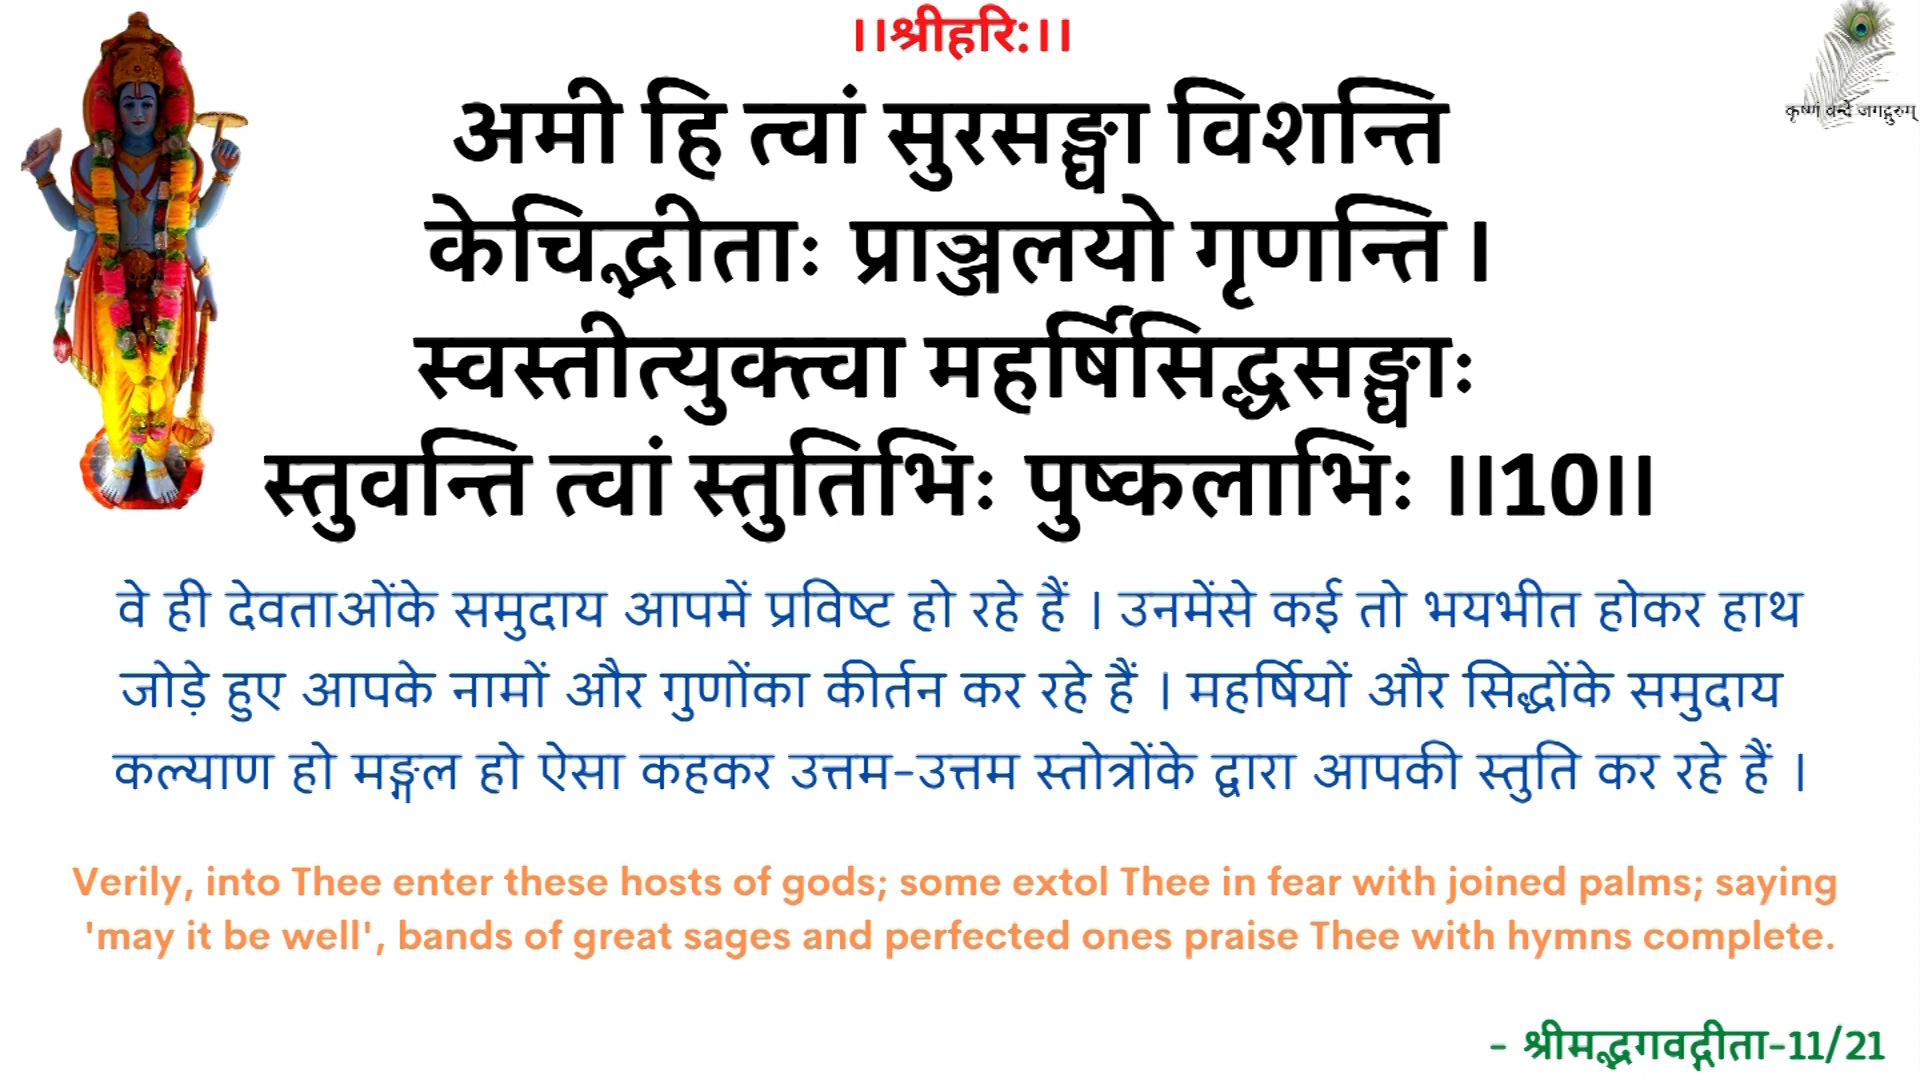 ।।श्रीहरि:।।
कृष्णं वन्दे जगद्गुरुम्
अमी हि त्वां सुरसङ्घा विशन्ति
केचिद्भीताः प्राञ्जलयो गृणन्ति ।
स्वस्तीत्युक्त्वा महर्षिसिद्धसङ्घाः
स्तुवन्ति त्वां स्तुतिभिः पुष्कलाभिः ।।10।।
वे ही देवताओंके समुदाय आपमें प्रविष्ट हो रहे हैं । उनमेंसे कई तो भयभीत होकर हाथ
जोड़े हुए आपके नामों और गुणोंका कीर्तन कर रहे हैं । महर्षियों और सिद्धोंके समुदाय
कल्याण हो मङ्गल हो ऐसा कहकर उत्तम-उत्तम स्तोत्रोंके द्वारा आपकी स्तुति कर रहे हैं ।
Verily, into Thee enter these hosts of gods; some extol Thee in fear with joined palms; saying
'may it be well', bands of great sages and perfected ones praise Thee with hymns complete.
- श्रीमद्भगवद्गीता-11/21